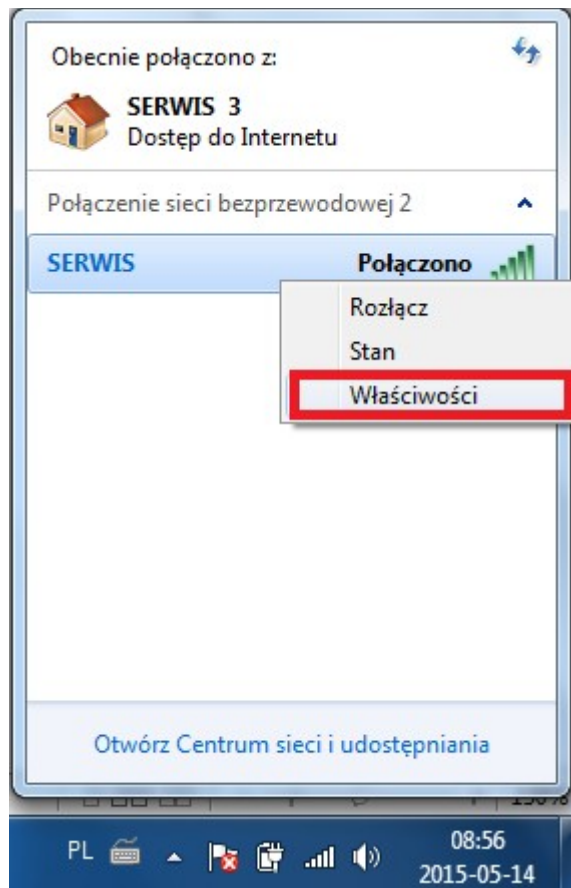 Obecnie połączono z:
SERWIS 3
Dostęp do Internetu
Połączenie sieci bezprzewodowej 2
SERWIS Połączono
Rozłącz
Stan
Właściwości
Otwórz Centrum sieci i udostępniania
PL 08:56
2015-05-14